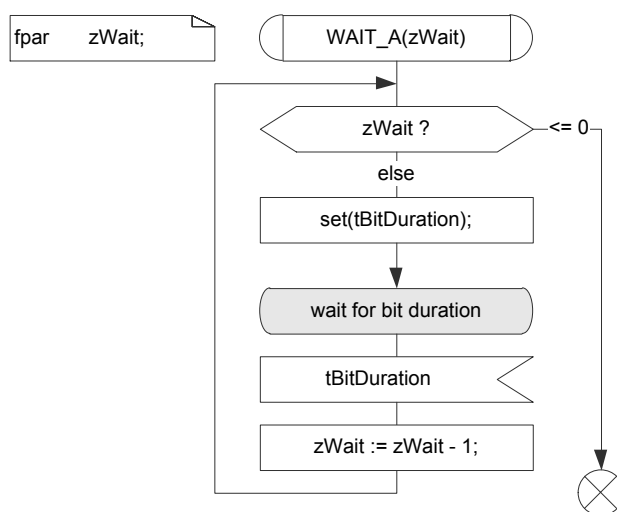 fpar zWait;
WAIT_A(zWait)
zWait ?
<= 0
else
set(tBitDuration);
wait for bit duration
tBitDuration
zWait := zWait - 1;